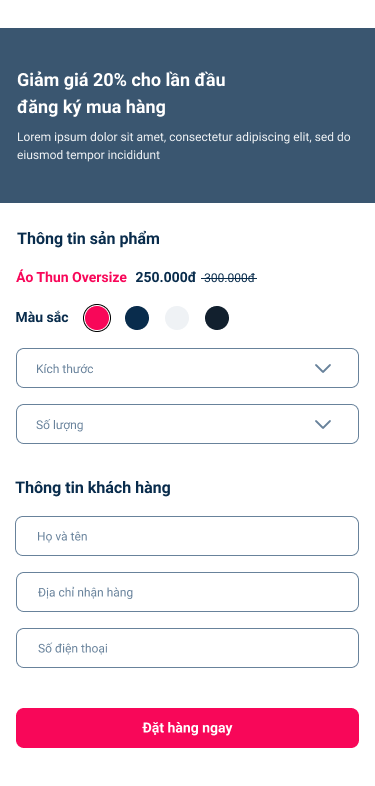 Giảm giá 20% cho lần đầu
đăng ký mua hàng
Lorem ipsum dolor sit amet, consectetur adipiscing elit, sed do
eiusmod tempor incididunt
Thông tin sản phẩm
Áo Thun Oversize 250.000đ 300.000đ
Màu sắc
Kích thước
Số lượng
Thông tin khách hàng
Họ và tên
Địa chỉ nhận hàng
Số điện thoại
Đặt hàng ngay